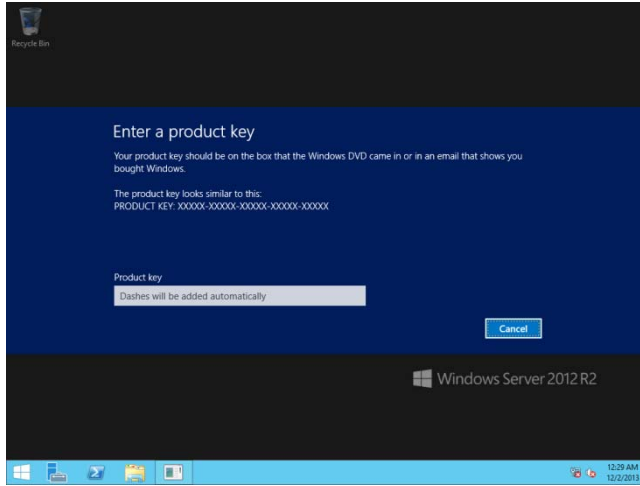 Recycle Bin
Enter a product key
Your product key should be on the box that the Windows DVD came in or in an email that shows you
bought Windows.
The product key looks similar to this:
PRODUCT KEY: XXXXX-XXXXX-XXXXX-XXXXX-XXXXX
Product key
Dashes will be added automatically
Cancel
Windows Server 2012 R2
12:29 AM
12/2/2013